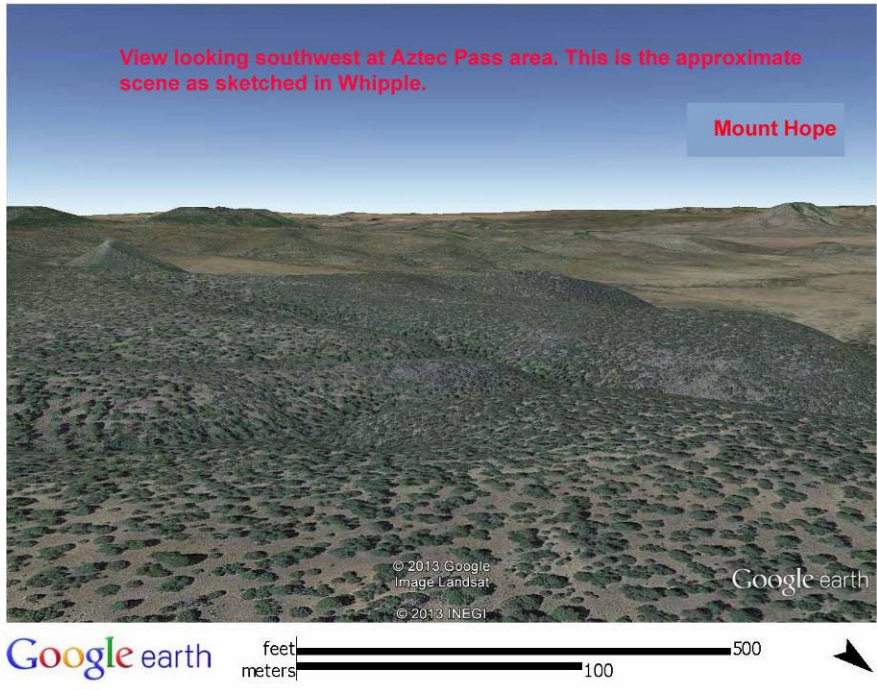 View looking southwest at Aztec Pass area. This is the approximate
scene as sketched in Whipple.
Mount Hope
© 2013 Google
Image Landsat
© 2013 INEGI
Google earth
Google earth
feet 500
meters 100